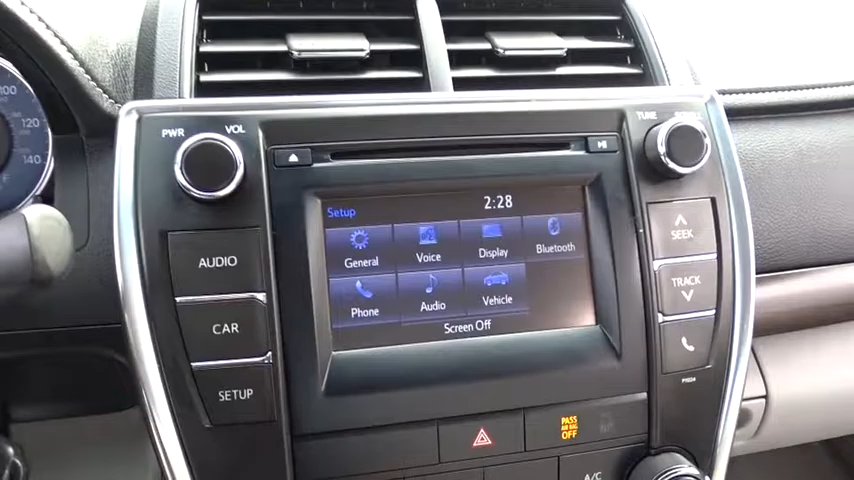 100
120
140
PWR VOL
TUNE
AUDIO
CAR
SETUP
Setup 2:28
General Voice Display Bluetooth
Phone Audio Vehicle
Screen Off
SEEK
TRACK
PASS
AIR BAG
OFF
A/C